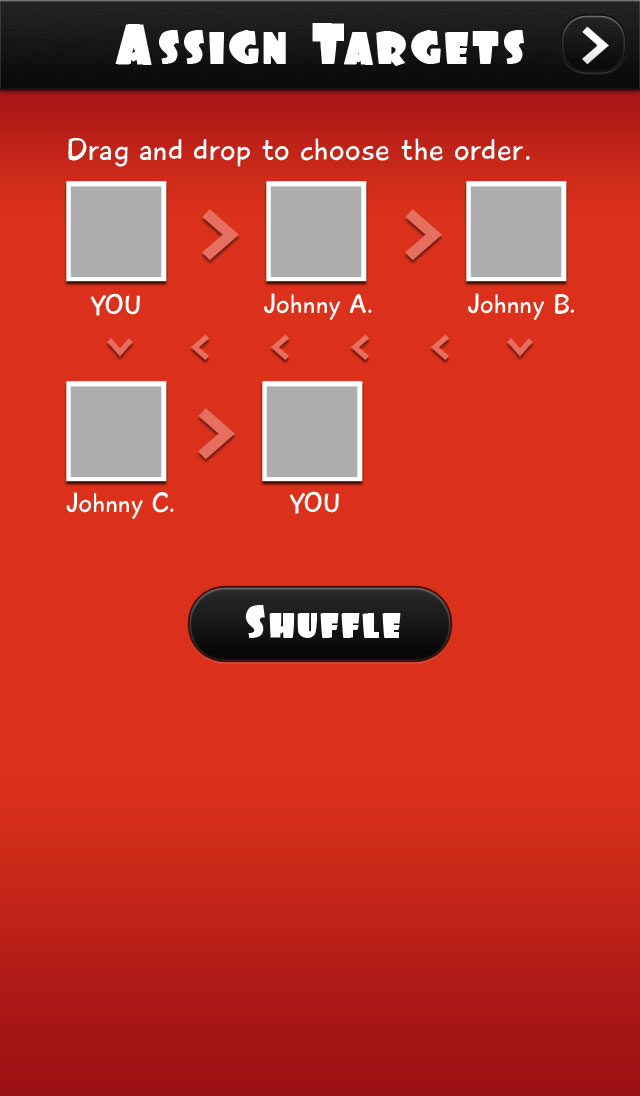 Assign Targets
Drag and drop to choose the order.
YOU
Johnny A.
Johnny B.
Johnny C.
YOU
Shuffle